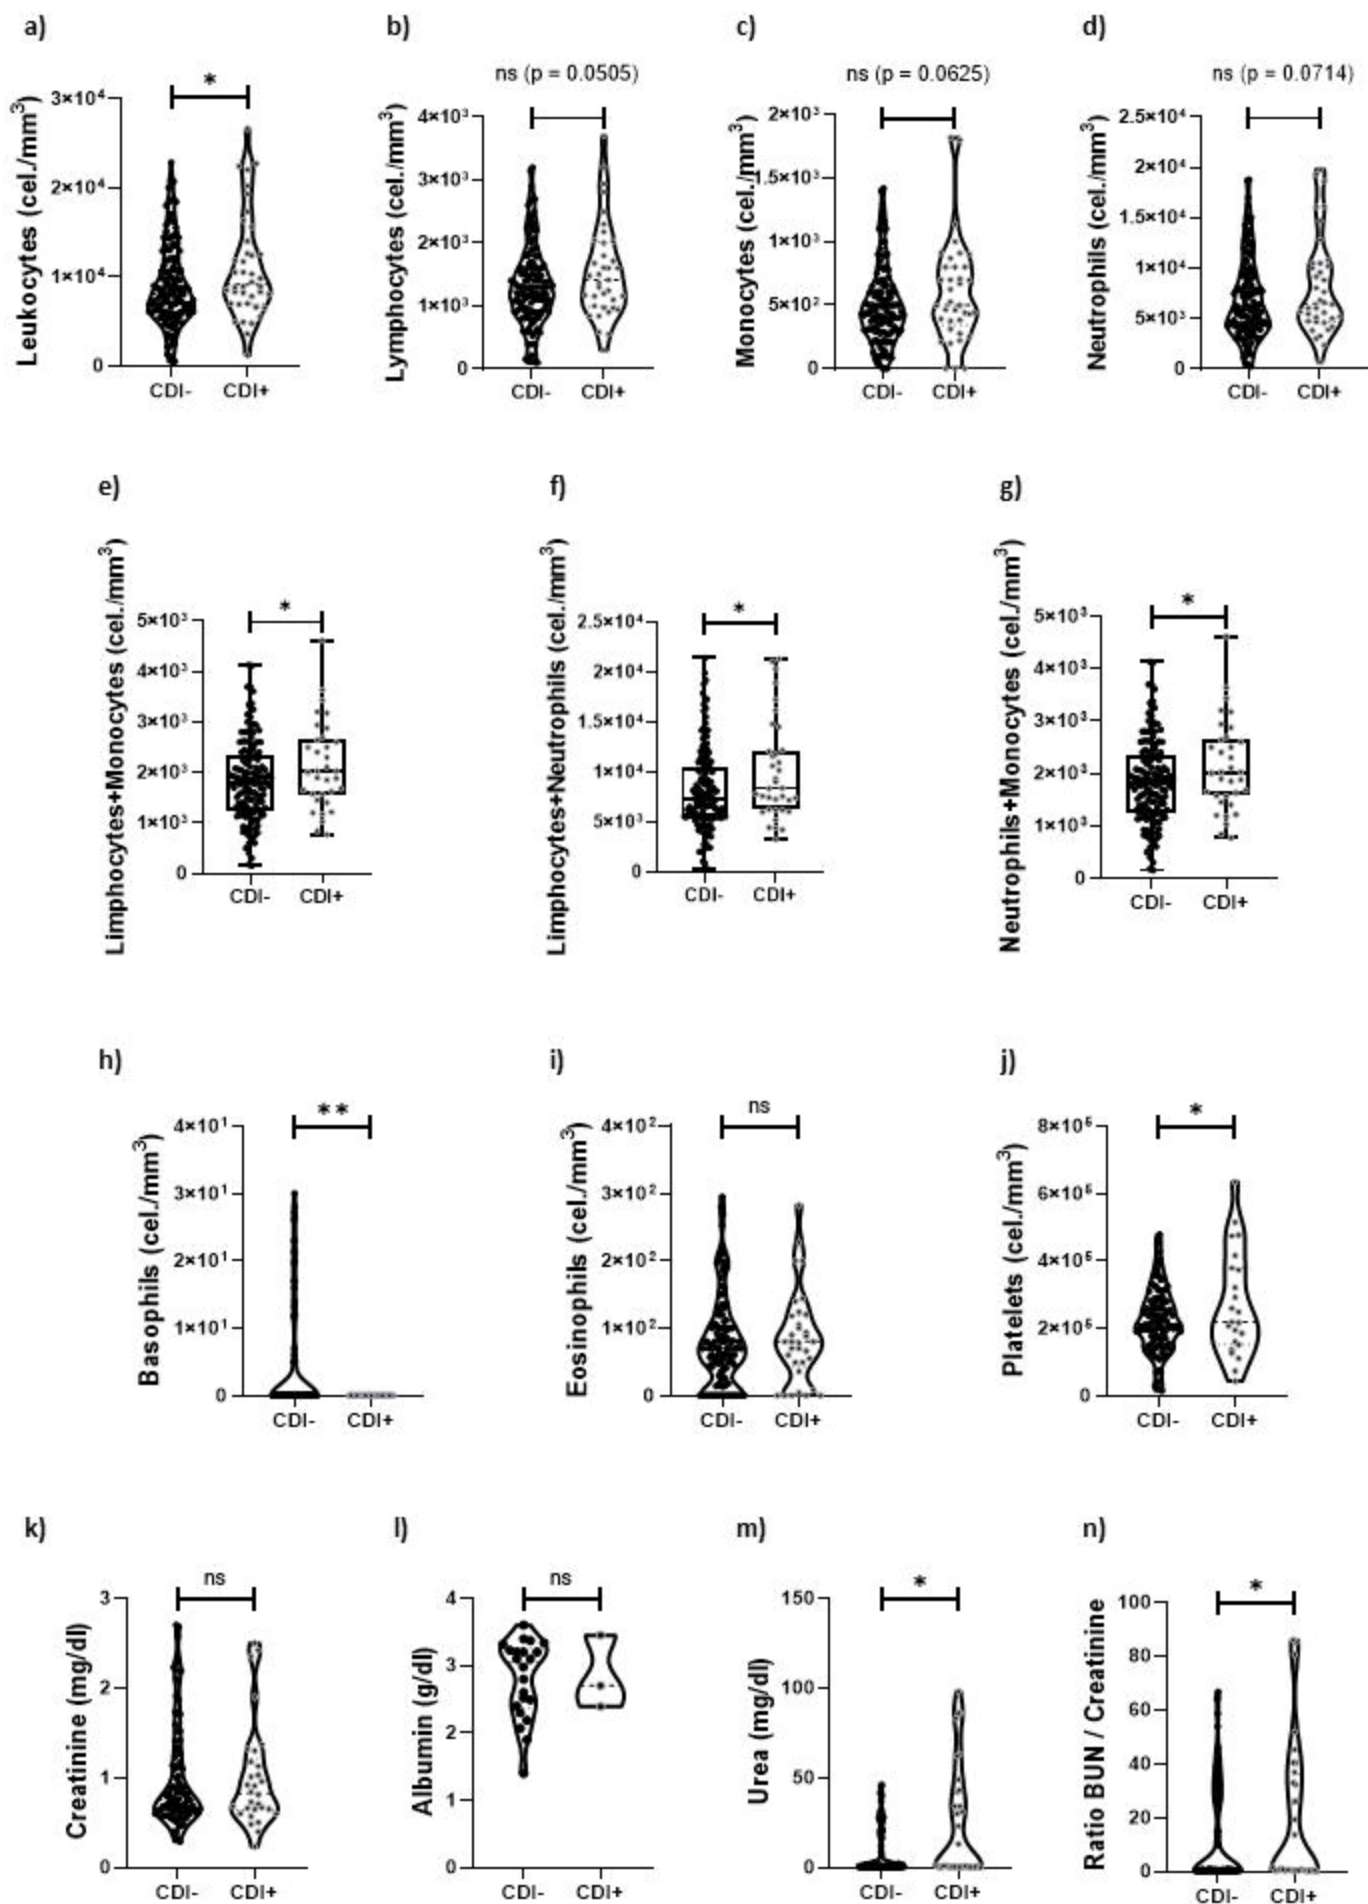 a)
b)
c)
d)
*
ns (p = 0.0505)
ns (p = 0.0625)
ns (p = 0.0714)
Leukocytes (cel./mm³)
3×10⁴
2×10⁴
1×10⁴
0
CDI-
CDI+
Lymphocytes (cel./mm³)
4×10³
3×10³
2×10³
1×10³
0
CDI-
CDI+
Monocytes (cel./mm³)
2×10³
1.5×10³
1×10³
5×10²
0
CDI-
CDI+
Neutrophils (cel./mm³)
2.5×10⁴
2×10⁴
1.5×10⁴
1×10⁴
5×10³
0
CDI-
CDI+
e)
f)
g)
Limphocytes+Monocytes (cel./mm³)
*
5×10³
4×10³
3×10³
2×10³
1×10³
0
CDI-
CDI+
Limphocytes+Neutrophils (cel./mm³)
*
2.5×10⁴
2×10⁴
1.5×10⁴
1×10⁴
5×10³
0
CDI-
CDI+
Neutrophils+Monocytes (cel./mm³)
*
5×10³
4×10³
3×10³
2×10³
1×10³
0
CDI-
CDI+
h)
i)
j)
Basophils (cel./mm³)
**
4×10¹
3×10¹
2×10¹
1×10¹
0
CDI-
CDI+
Eosinophils (cel./mm³)
ns
4×10²
3×10²
2×10²
1×10²
0
CDI-
CDI+
Platelets (cel./mm³)
*
8×10⁵
6×10⁵
4×10⁵
2×10⁵
0
CDI-
CDI+
k)
l)
m)
n)
Creatinine (mg/dl)
ns
3
2
1
0
CDI-
CDI+
Albumin (g/dl)
ns
4
3
2
1
0
CDI-
CDI+
Urea (mg/dl)
*
150
100
50
0
CDI-
CDI+
Ratio BUN / Creatinine
*
100
80
60
40
20
0
CDI-
CDI+